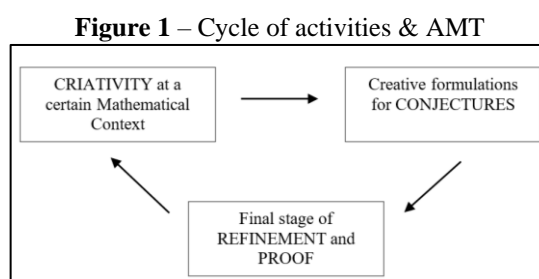 Figure 1 – Cycle of activities & AMT
CRIATIVITY at a
certain Mathematical
Context
Creative formulations
for CONJECTURES
Final stage of
REFINEMENT and
PROOF